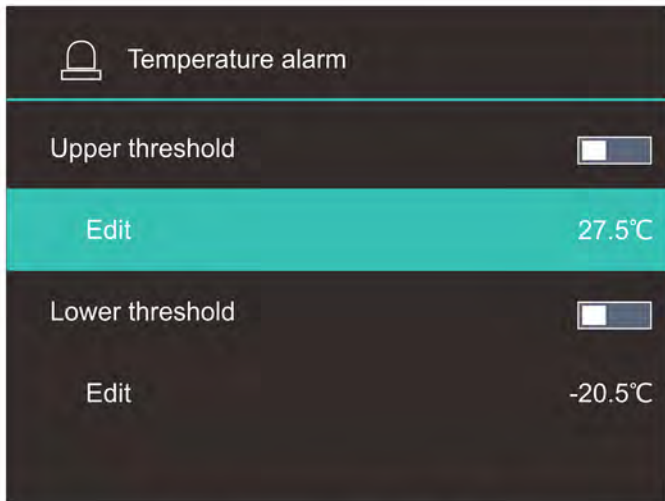 Temperature alarm
Upper threshold
Edit 27.5℃
Lower threshold
Edit -20.5℃